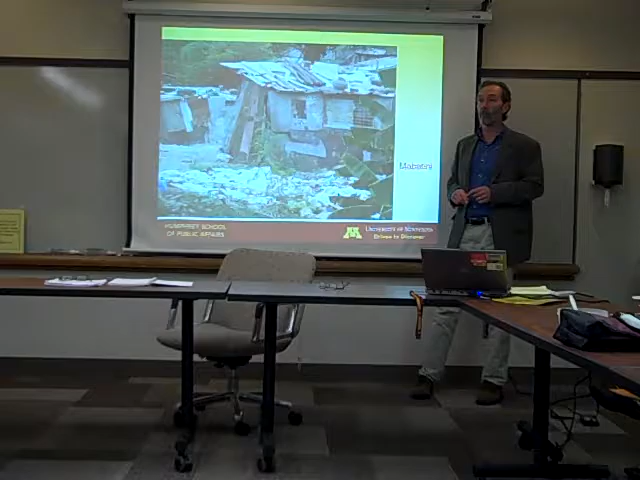 Mabatini
HUMPHREY SCHOOL
OF PUBLIC AFFAIRS
M
UNIVERSITY OF MINNESOTA
Driven to Discover